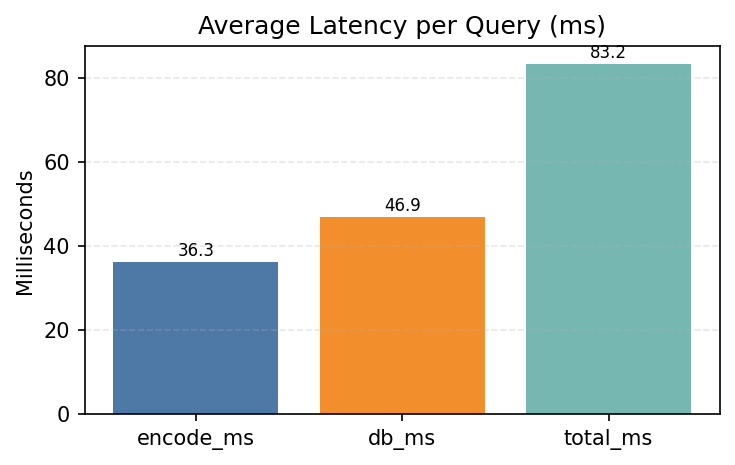 Average Latency per Query (ms)
Milliseconds
80
60
40
20
0
36.3
46.9
83.2
encode_ms
db_ms
total_ms